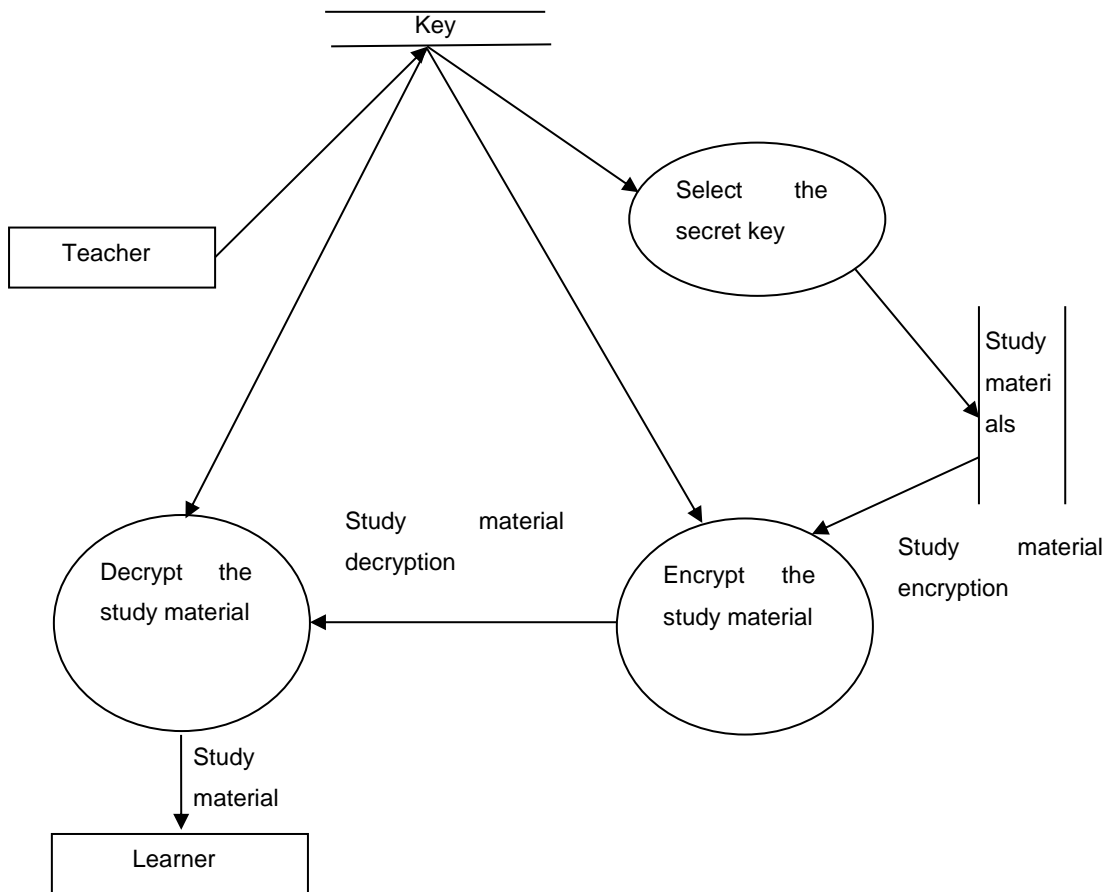 Key
Select the
secret key
Teacher
Study
materi
als
Study material
decryption
Study material
encryption
Decrypt the
study material
Encrypt the
study material
Study
material
Learner